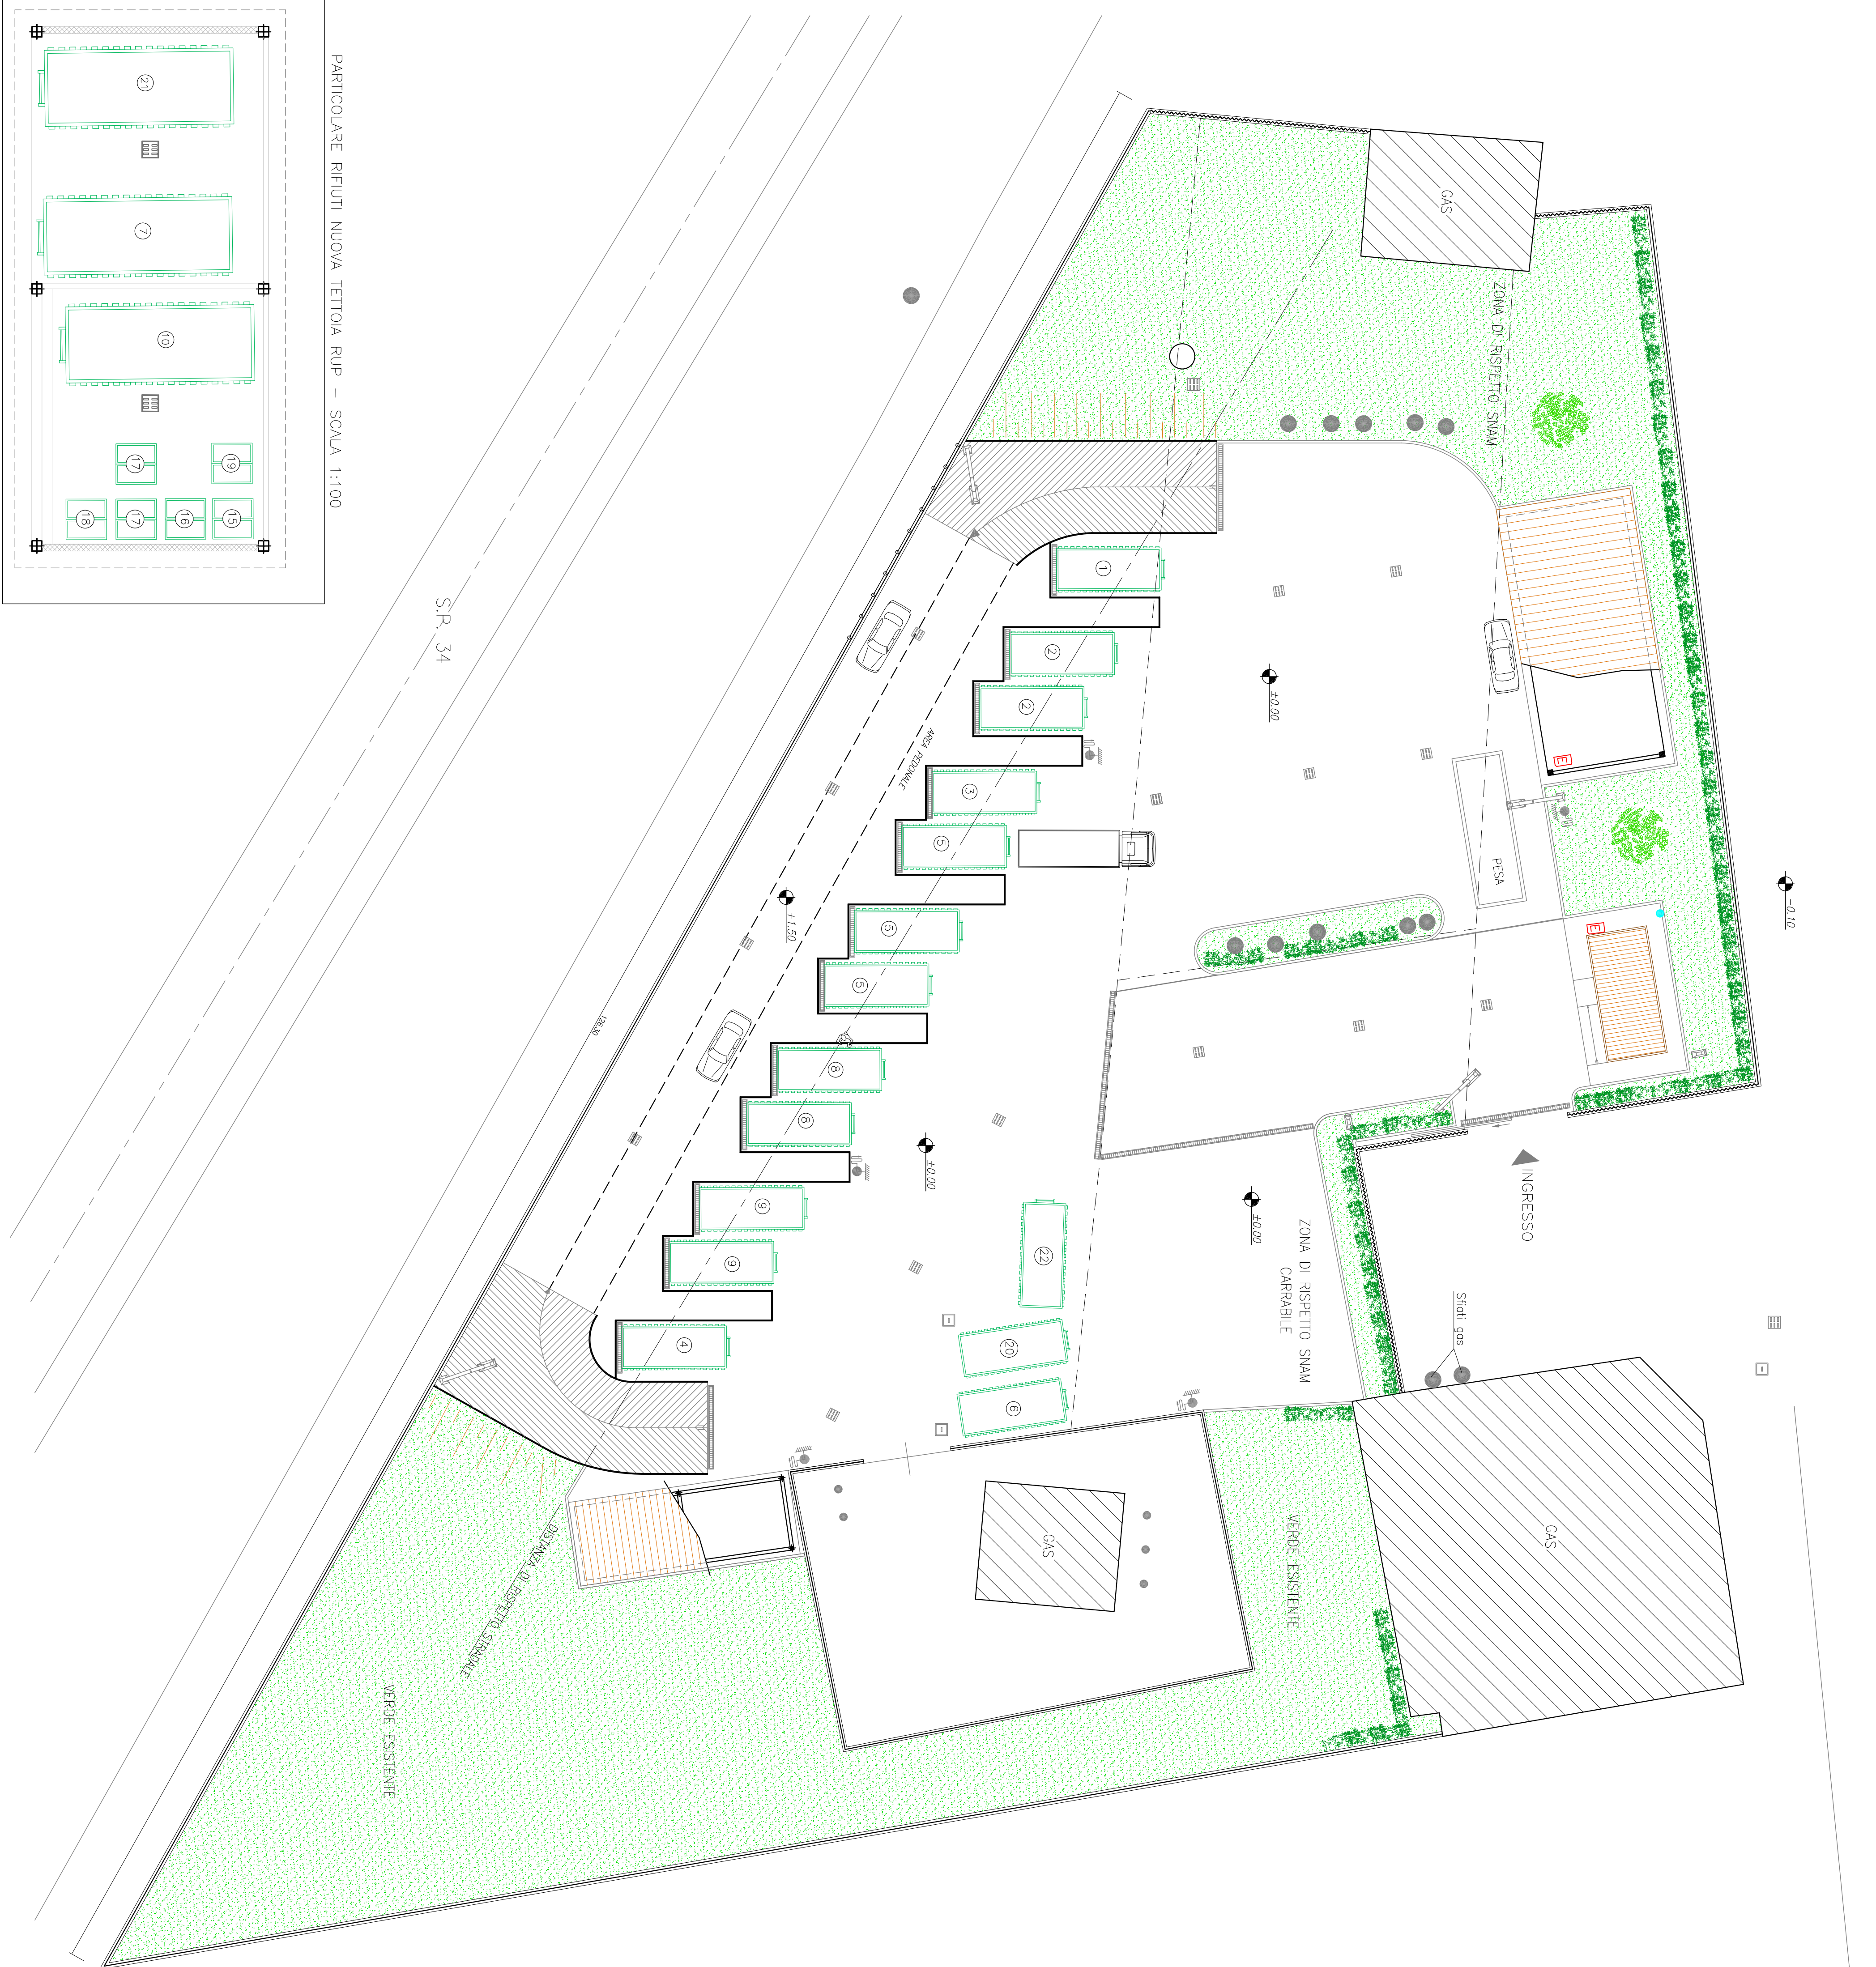 PARTICOLARE RIFIUTI NUOVA TETTOIA RUP – SCALA 1:100
21
7
10
17
19
18
17
16
15
S.P. 34
GAS
ZONA DI RISPETTO SNAM
1
2
2
±0.00
AREA PEDONALE
3
5
5
5
+1.50
E
PESA
-0.10
E
126.30
8
8
9
9
4
±0.00
±0.00
ZONA DI RISPETTO SNAM
CARRABILE
INGRESSO
22
20
6
Sfiati gas
GAS
GAS
VERDE ESISTENTE
DISTANZA DI RISPETTO STRADALE
VERDE ESISTENTE